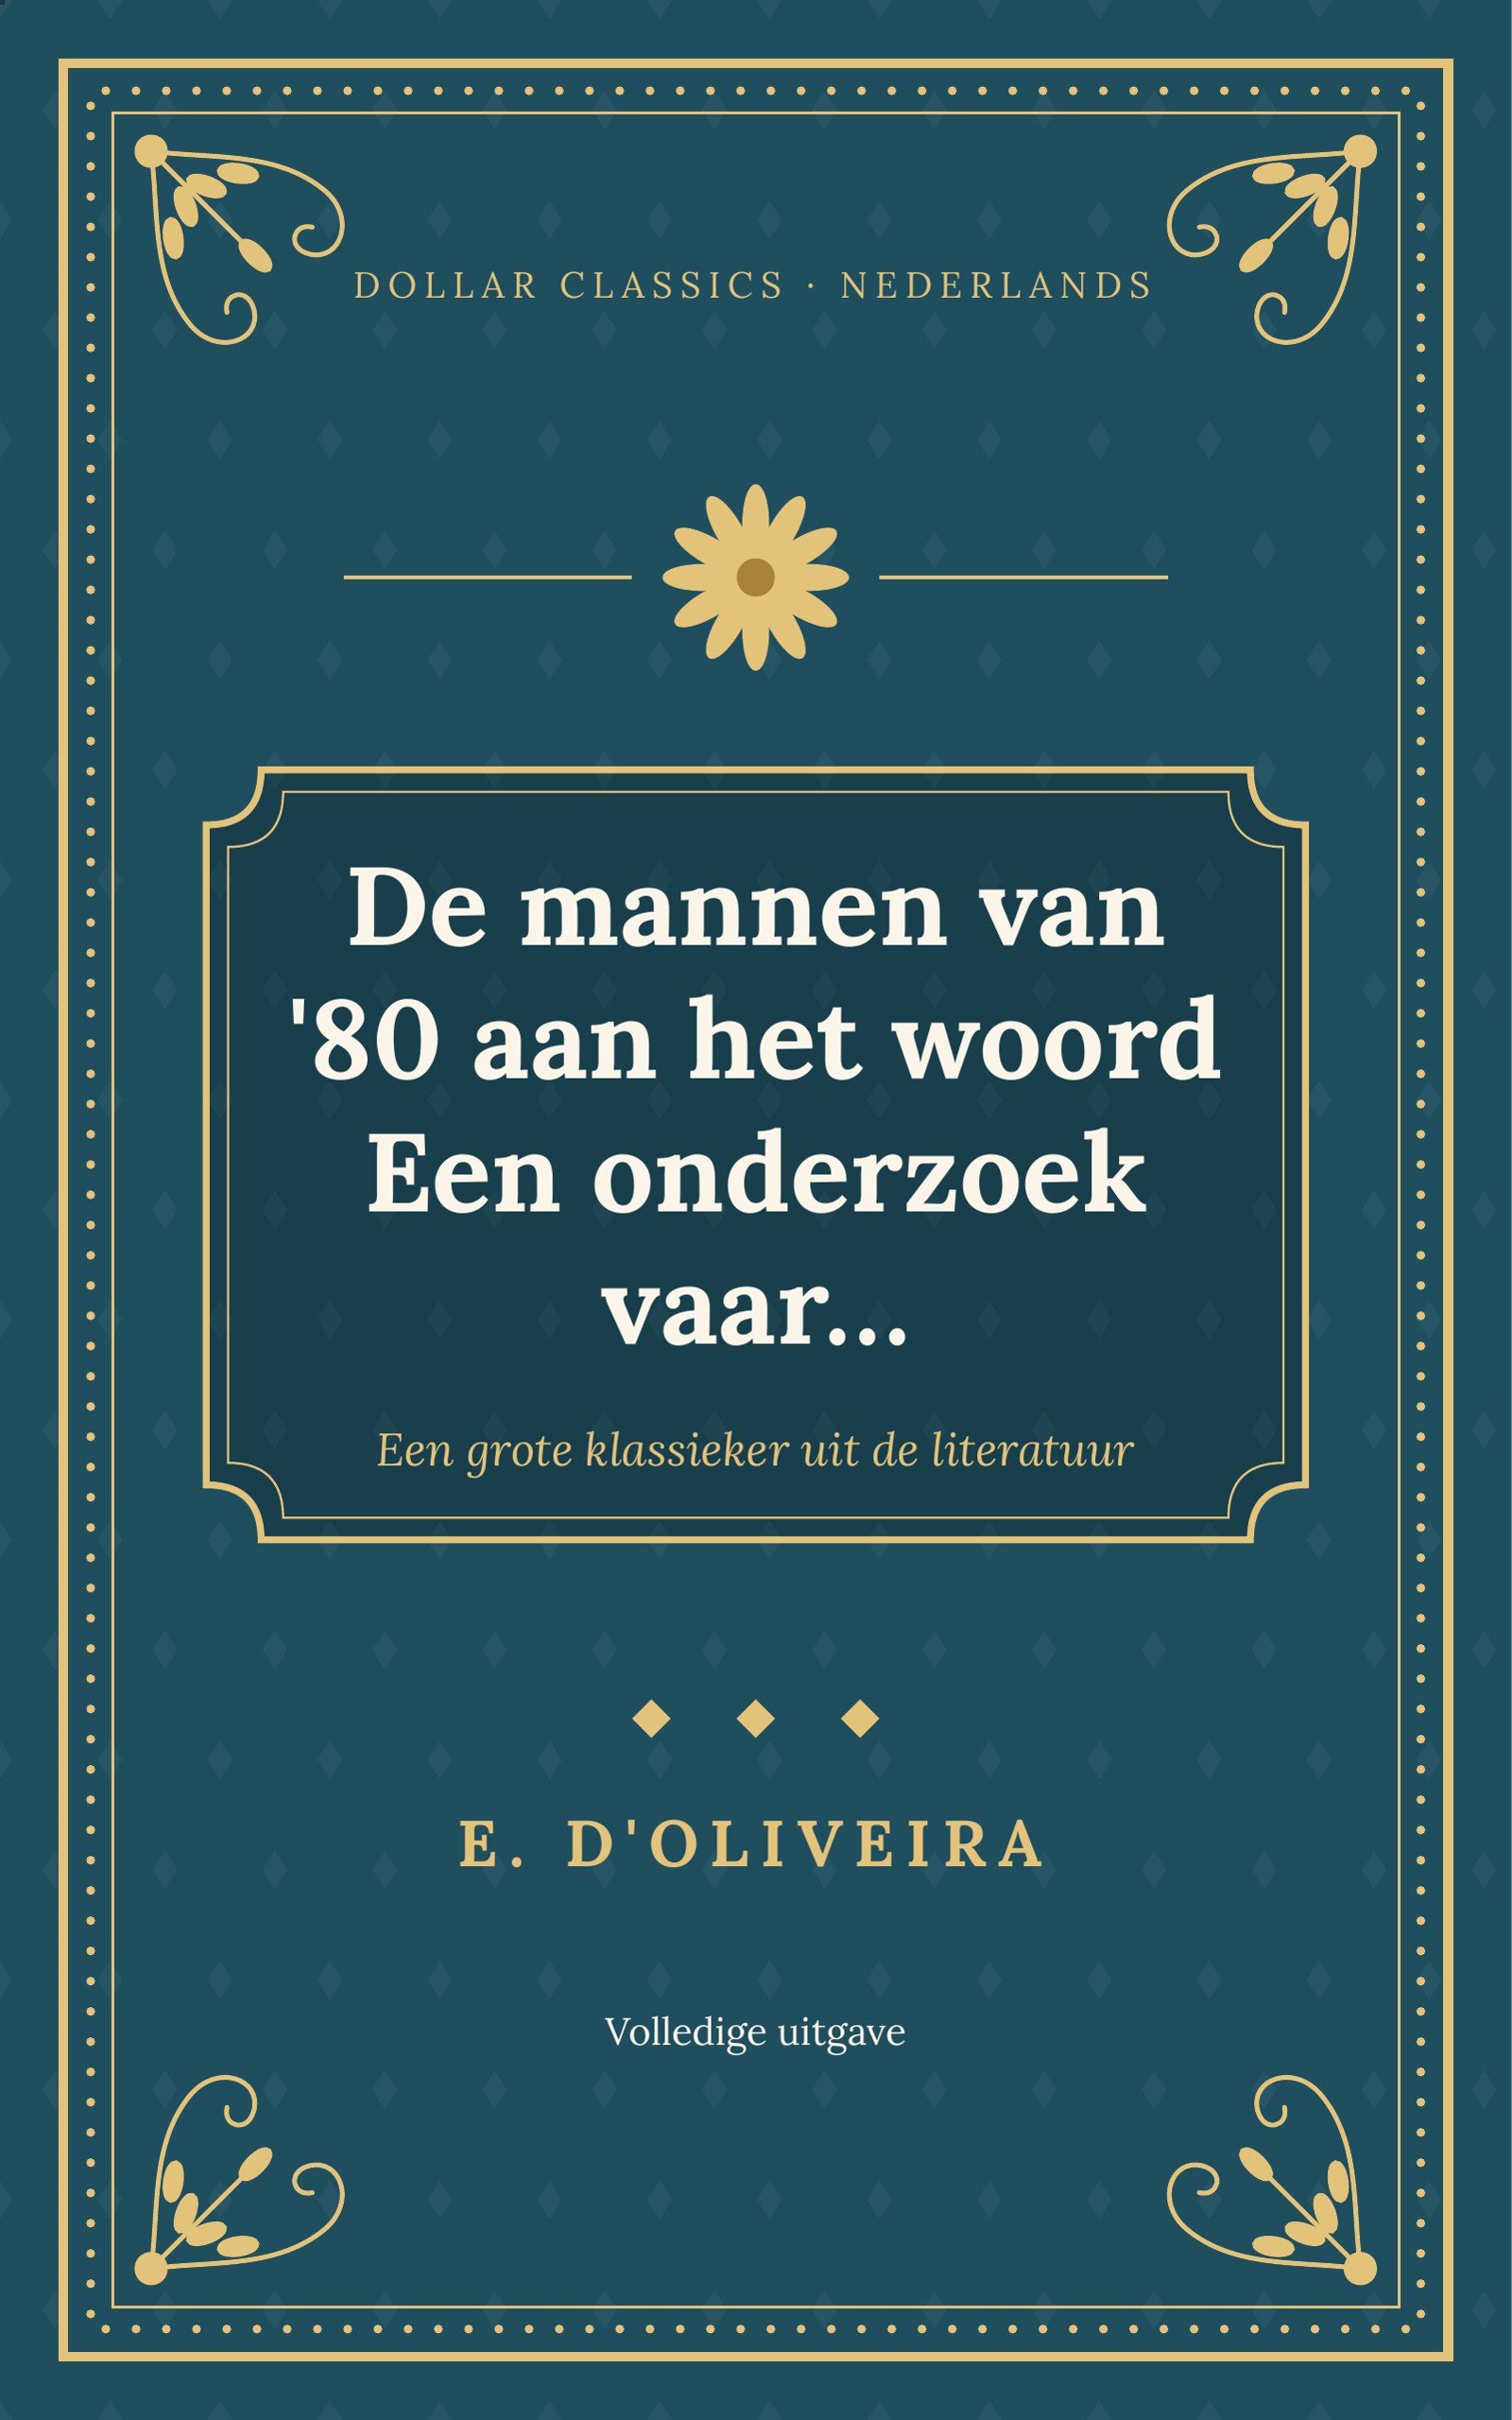 DOLLAR CLASSICS · NEDERLANDS
De mannen van
'80 aan het woord
Een onderzoek
vaar...
Een grote klassieker uit de literatuur
E. D'OLIVEIRA
Volledige uitgave